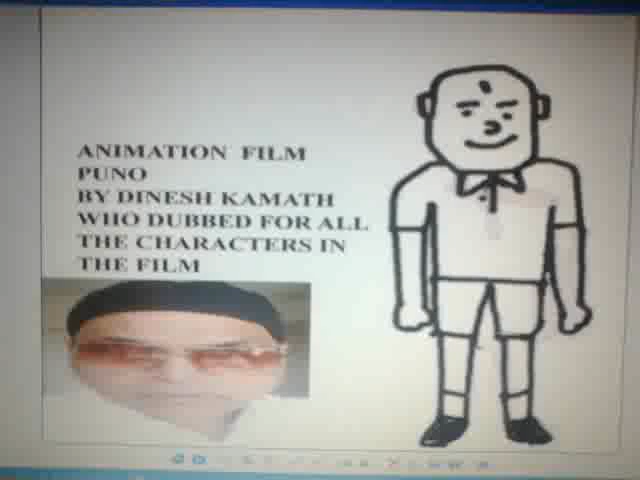 ANIMATION FILM
PUNO
BY DINESH KAMATH
WHO DUBBED FOR ALL
THE CHARACTERS IN
THE FILM